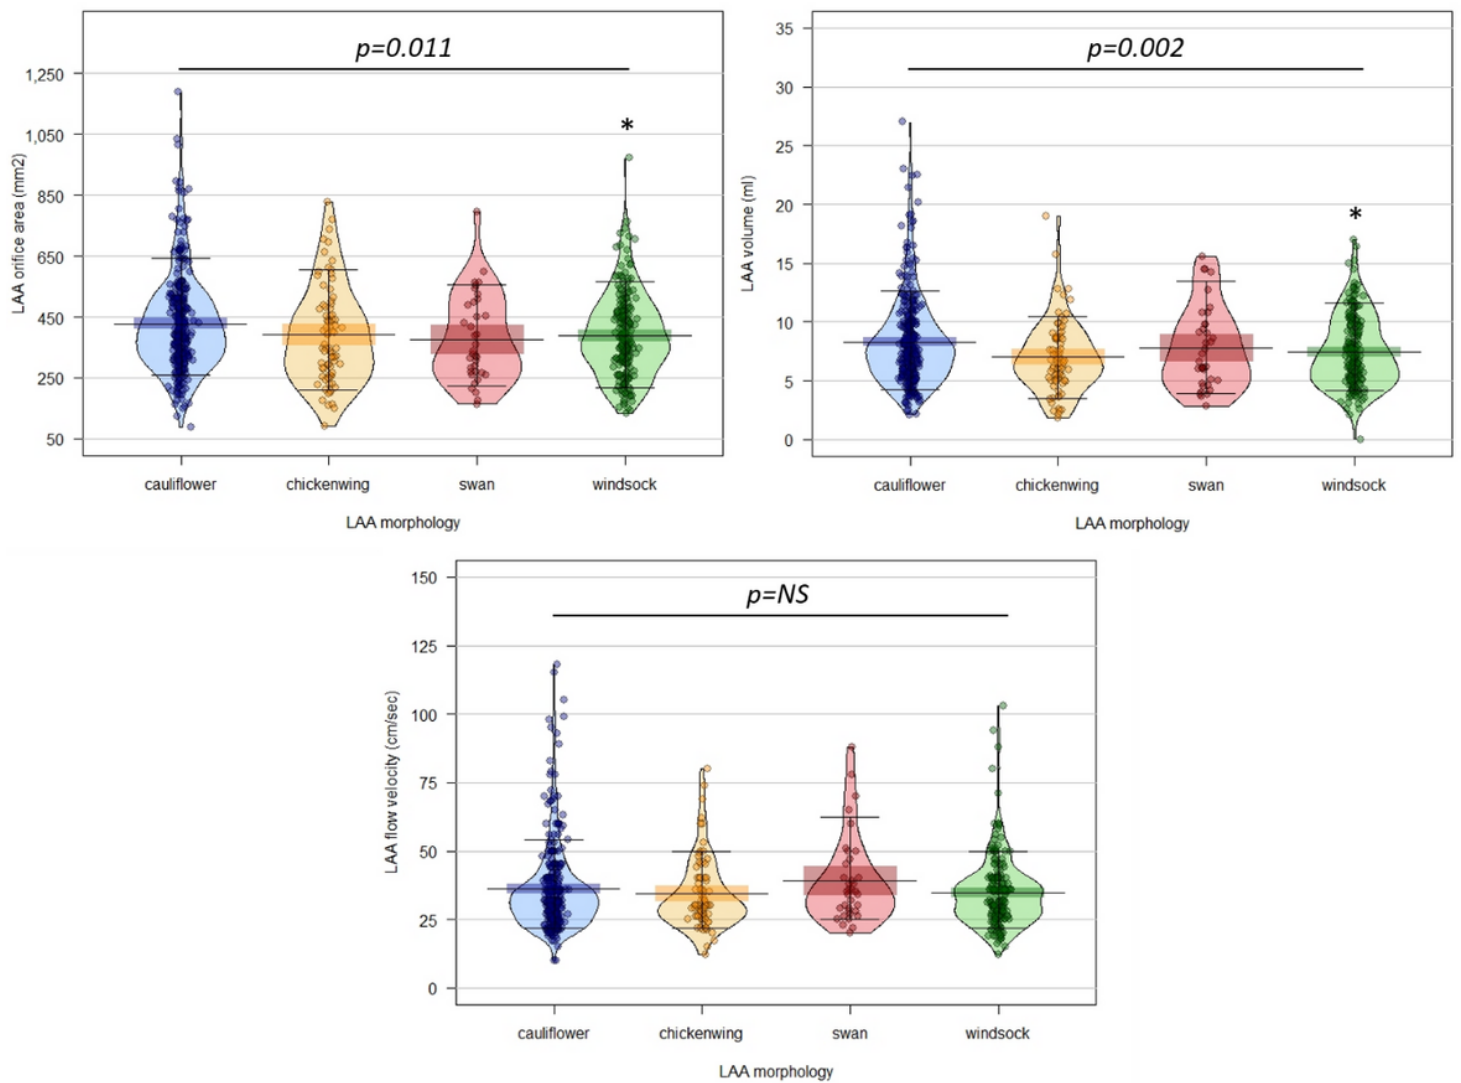 p=0.011
1,250
1,050
850
650
450
250
50
LAA orifice area (mm2)
*
cauliflower chickenwing swan windsock
LAA morphology
p=0.002
35
30
25
20
15
10
5
0
LAA volume (ml)
*
cauliflower chickenwing swan windsock
LAA morphology
p=NS
150
125
100
75
50
25
0
LAA flow velocity (cm/sec)
cauliflower chickenwing swan windsock
LAA morphology